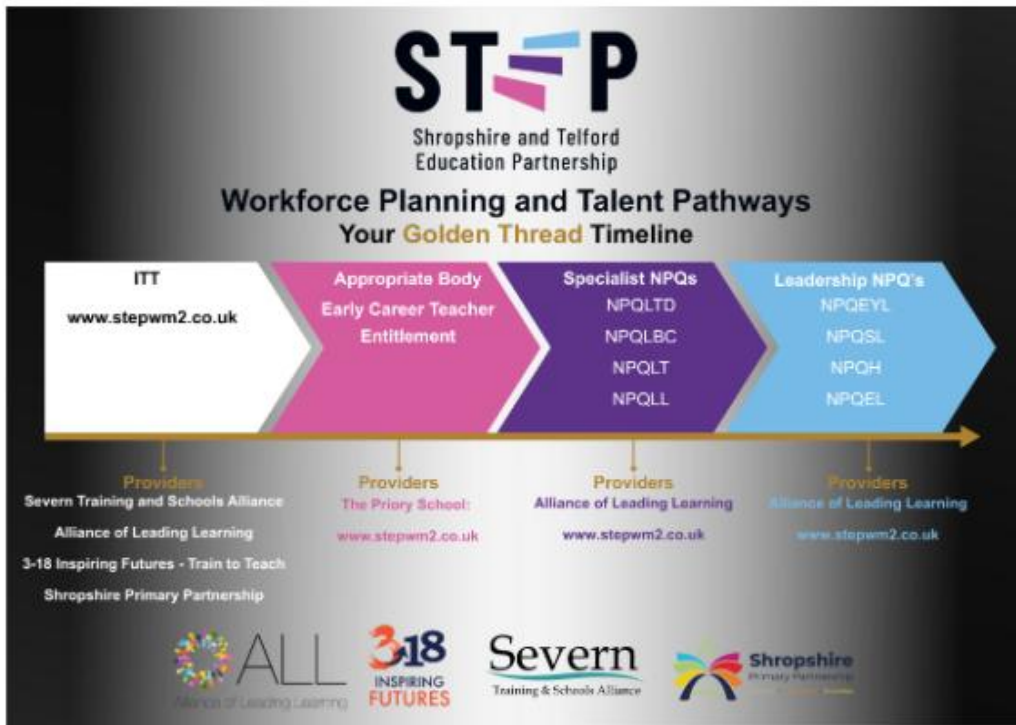 STEP
Shropshire and Telford
Education Partnership
Workforce Planning and Talent Pathways
Your Golden Thread Timeline
ITT
www.stepwm2.co.uk
Appropriate Body
Early Career Teacher
Entitlement
Specialist NPQs
NPQLTD
NPQLBC
NPQLT
NPQLL
Leadership NPQ's
NPQEYL
NPQSL
NPQH
NPQEL
Providers
Severn Training and Schools Alliance
Alliance of Leading Learning
3-18 Inspiring Futures - Train to Teach
Shropshire Primary Partnership
Providers
The Priory School:
www.stepwm2.co.uk
Providers
Alliance of Leading Learning
www.stepwm2.co.uk
Providers
Alliance of Leading Learning
www.stepwm2.co.uk
ALL
Alliance of Leading Learning
3-18
INSPIRING
FUTURES
Severn
Training & Schools Alliance
Shropshire
Primary Partnership